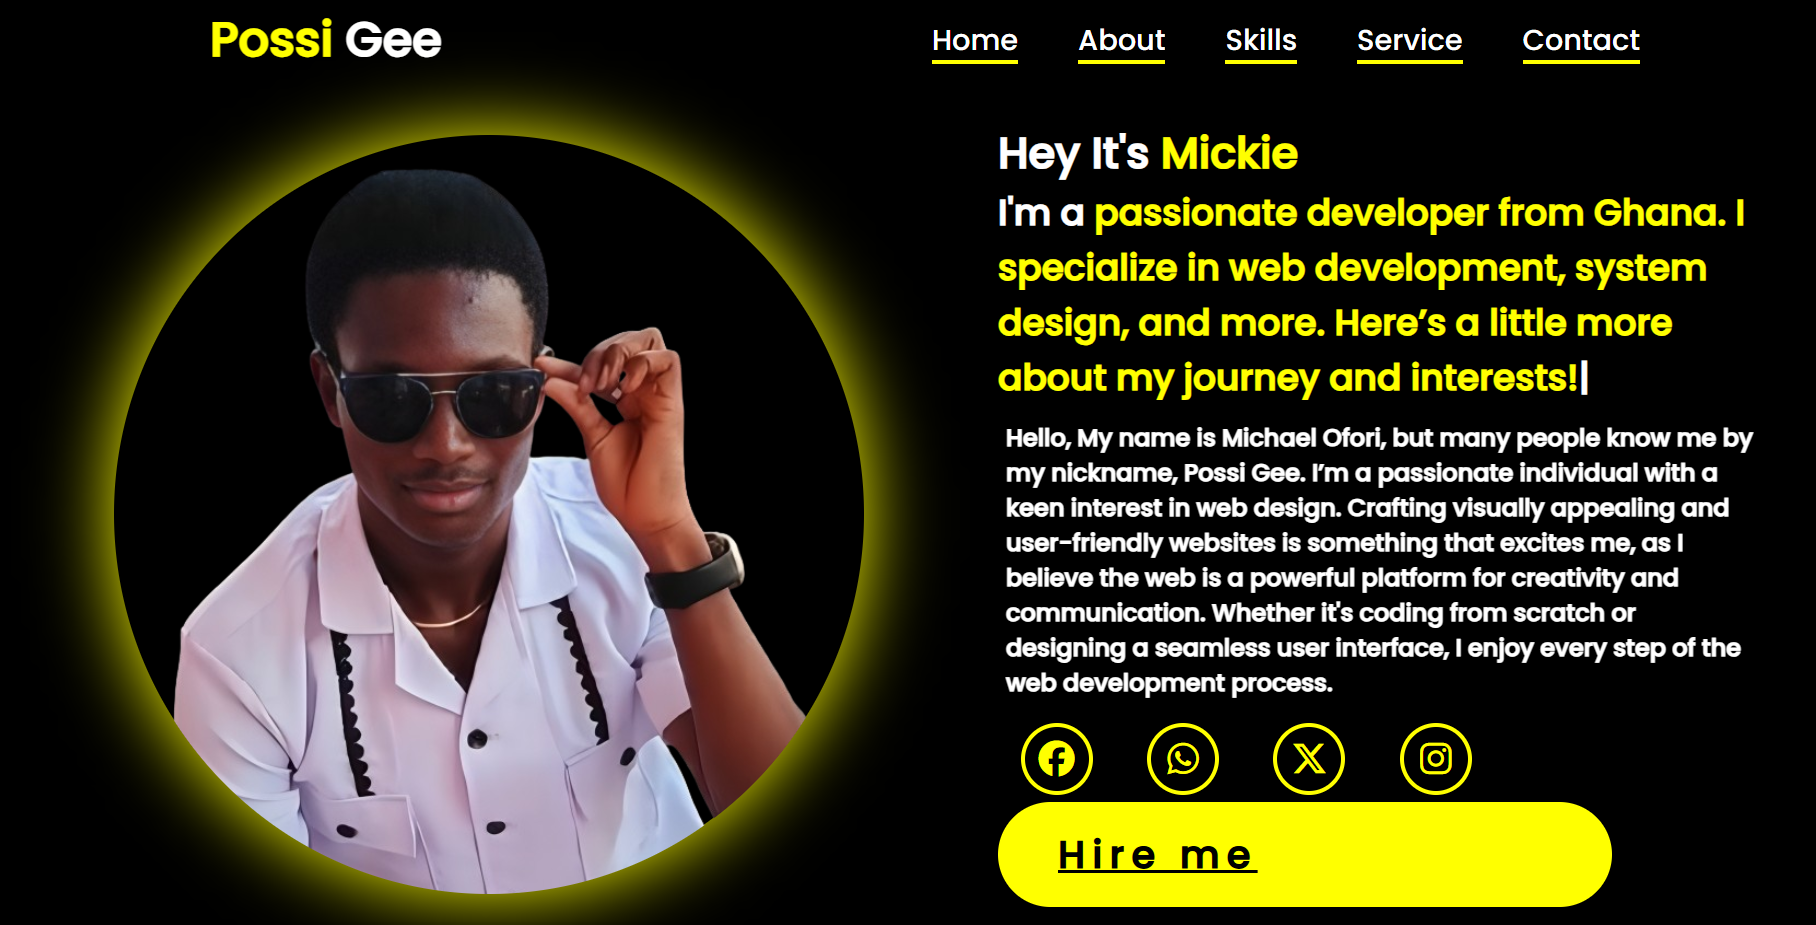 Possi Gee
Home About Skills Service Contact
Hey It's Mickie
I'm a passionate developer from Ghana. I
specialize in web development, system
design, and more. Here’s a little more
about my journey and interests!|
Hello, My name is Michael Ofori, but many people know me by
my nickname, Possi Gee. I’m a passionate individual with a
keen interest in web design. Crafting visually appealing and
user-friendly websites is something that excites me, as I
believe the web is a powerful platform for creativity and
communication. Whether it's coding from scratch or
designing a seamless user interface, I enjoy every step of the
web development process.
Hire me